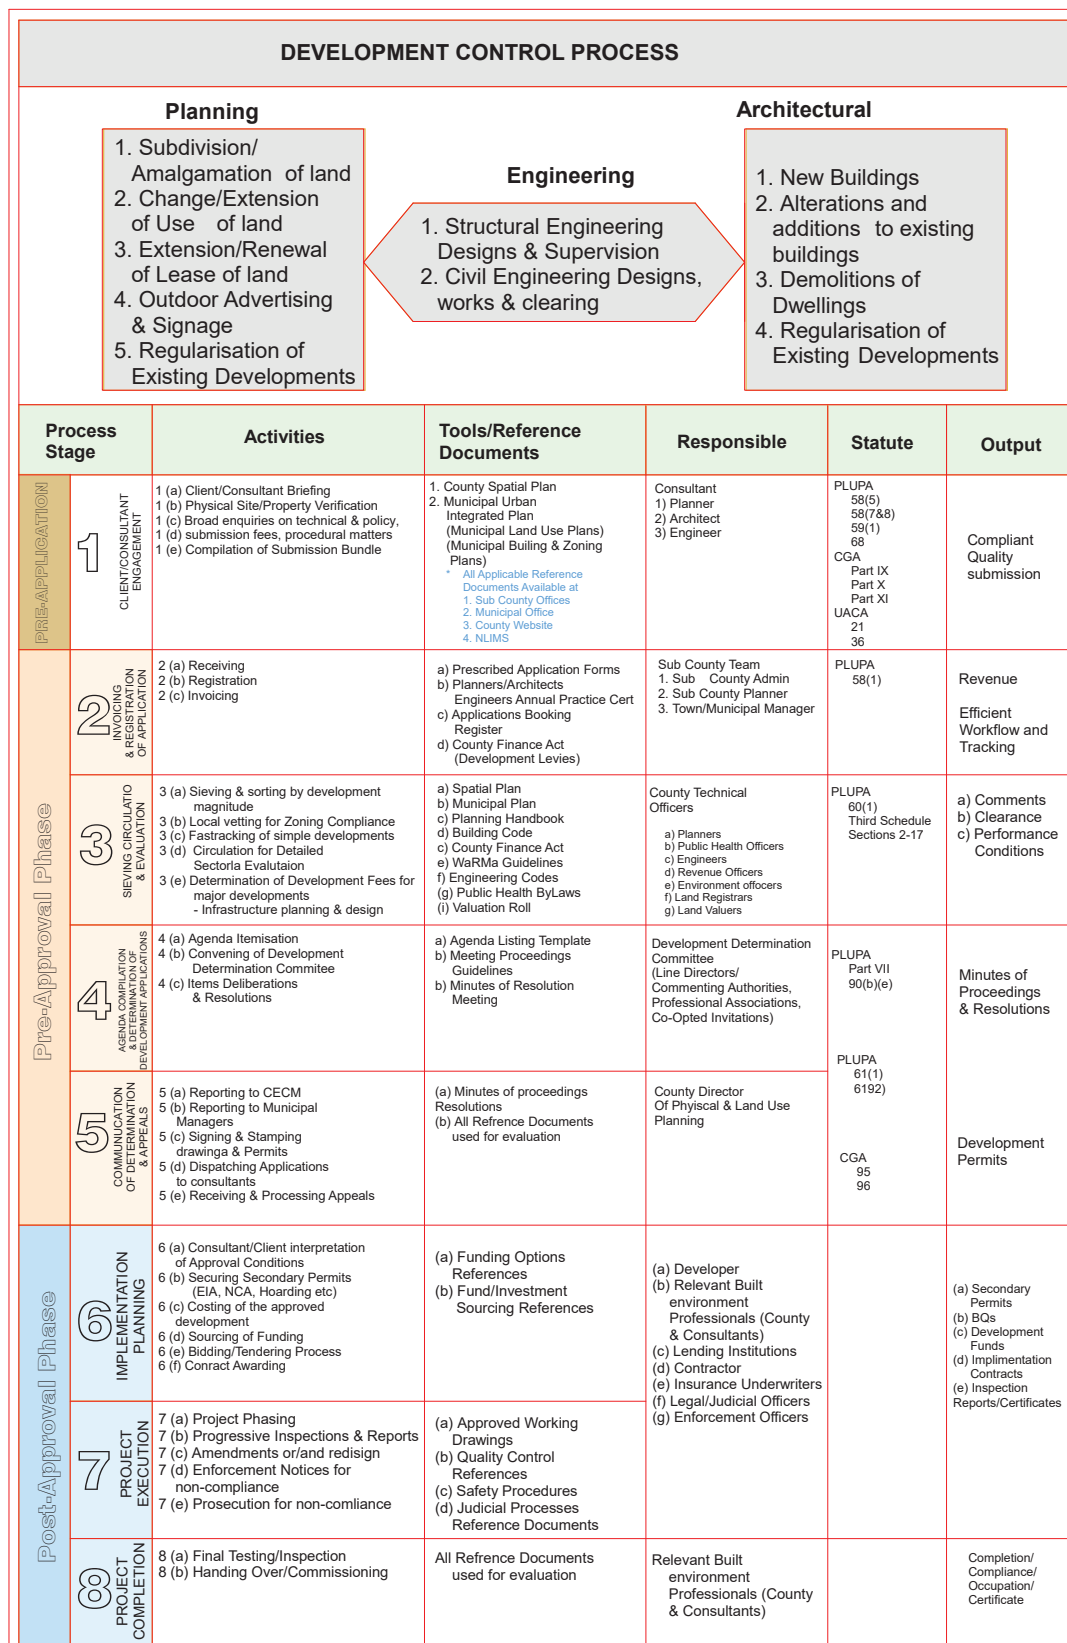 DEVELOPMENT CONTROL PROCESS
Planning
1. Subdivision/
Amalgamation of land
2. Change/Extension
of Use of land
3. Extension/Renewal
of Lease of land
4. Outdoor Advertising
& Signage
5. Regularisation of
Existing Developments
Engineering
1. Structural Engineering
Designs & Supervision
2. Civil Engineering Designs,
works & clearing
Architectural
1. New Buildings
2. Alterations and
additions to existing
buildings
3. Demolitions of
Dwellings
4. Regularisation of
Existing Developments
Process
Stage
Activities
Tools/Reference
Documents
Responsible
Statute
Output
PRE-APPLICATION
1
CLIENT/CONSULTANT
ENGAGEMENT
1 (a) Client/Consultant Briefing
1 (b) Physical Site/Property Verification
1 (c) Broad enquiries on technical & policy,
1 (d) submission fees, procedural matters
1 (e) Compilation of Submission Bundle
1. County Spatial Plan
2. Municipal Urban
Integrated Plan
(Municipal Land Use Plans)
(Municipal Builing & Zoning
Plans)
* All Applicable Reference
Documents Available at
1. Sub County Offices
2. Municipal Office
3. County Website
4. NLIMS
Consultant
1) Planner
2) Architect
3) Engineer
PLUPA
58(5)
58(7&8)
59(1)
68
CGA
Part IX
Part X
Part XI
UACA
21
36
Compliant
Quality
submission
Pre-Approval Phase
2
INVOICING
& REGISTRATION
OF APPLICATION
2 (a) Receiving
2 (b) Registration
2 (c) Invoicing
a) Prescribed Application Forms
b) Planners/Architects
Engineers Annual Practice Cert
c) Applications Booking
Register
d) County Finance Act
(Development Levies)
Sub County Team
1. Sub County Admin
2. Sub County Planner
3. Town/Municipal Manager
PLUPA
58(1)
Revenue
Efficient
Workflow and
Tracking
3
SIEVING CIRCULATIO
& EVALUATION
3 (a) Sieving & sorting by development
magnitude
3 (b) Local vetting for Zoning Compliance
3 (c) Fastracking of simple developments
3 (d) Circulation for Detailed
Sectorla Evalutaion
3 (e) Determination of Development Fees for
major developments
- Infrastructure planning & design
a) Spatial Plan
b) Municipal Plan
c) Planning Handbook
d) Building Code
c) County Finance Act
e) WaRMa Guidelines
f) Engineering Codes
(g) Public Health ByLaws
(i) Valuation Roll
County Technical
Officers
a) Planners
b) Public Health Officers
c) Engineers
d) Revenue Officers
e) Environment offocers
f) Land Registrars
g) Land Valuers
PLUPA
60(1)
Third Schedule
Sections 2-17
a) Comments
b) Clearance
c) Performance
Conditions
4
AGENDA COMPILATION
& DETERMINATION OF
DEVELOPMENT APPLICATIONS
4 (a) Agenda Itemisation
4 (b) Convening of Development
Determination Commitee
4 (c) Items Deliberations
& Resolutions
a) Agenda Listing Template
b) Meeting Proceedings
Guidelines
b) Minutes of Resolution
Meeting
Development Determination
Committee
(Line Directors/
Commenting Authorities,
Professional Associations,
Co-Opted Invitations)
PLUPA
Part VII
90(b)(e)
Minutes of
Proceedings
& Resolutions
5
COMMUNUCATION
OF DETERMINATION
& APPEALS
5 (a) Reporting to CECM
5 (b) Reporting to Municipal
Managers
5 (c) Signing & Stamping
drawinga & Permits
5 (d) Dispatching Applications
to consultants
5 (e) Receiving & Processing Appeals
(a) Minutes of proceedings
Resolutions
(b) All Refrence Documents
used for evaluation
County Director
Of Phyiscal & Land Use
Planning
PLUPA
61(1)
6192)
CGA
95
96
Development
Permits
Post-Approval Phase
6
IMPLEMENTATION
PLANNING
6 (a) Consultant/Client interpretation
of Approval Conditions
6 (b) Securing Secondary Permits
(EIA, NCA, Hoarding etc)
6 (c) Costing of the approved
development
6 (d) Sourcing of Funding
6 (e) Bidding/Tendering Process
6 (f) Conract Awarding
(a) Funding Options
References
(b) Fund/Investment
Sourcing References
(a) Developer
(b) Relevant Built
environment
Professionals (County
& Consultants)
(c) Lending Institutions
(d) Contractor
(e) Insurance Underwriters
(f) Legal/Judicial Officers
(g) Enforcement Officers
(a) Secondary
Permits
(b) BQs
(c) Development
Funds
(d) Implimentation
Contracts
(e) Inspection
Reports/Certificates
7
PROJECT
EXECUTION
7 (a) Project Phasing
7 (b) Progressive Inspections & Reports
7 (c) Amendments or/and redisign
7 (d) Enforcement Notices for
non-compliance
7 (e) Prosecution for non-comliance
(a) Approved Working
Drawings
(b) Quality Control
References
(c) Safety Procedures
(d) Judicial Processes
Reference Documents
8
PROJECT
COMPLETION
8 (a) Final Testing/Inspection
8 (b) Handing Over/Commissioning
All Refrence Documents
used for evaluation
Relevant Built
environment
Professionals (County
& Consultants)
Completion/
Compliance/
Occupation/
Certificate